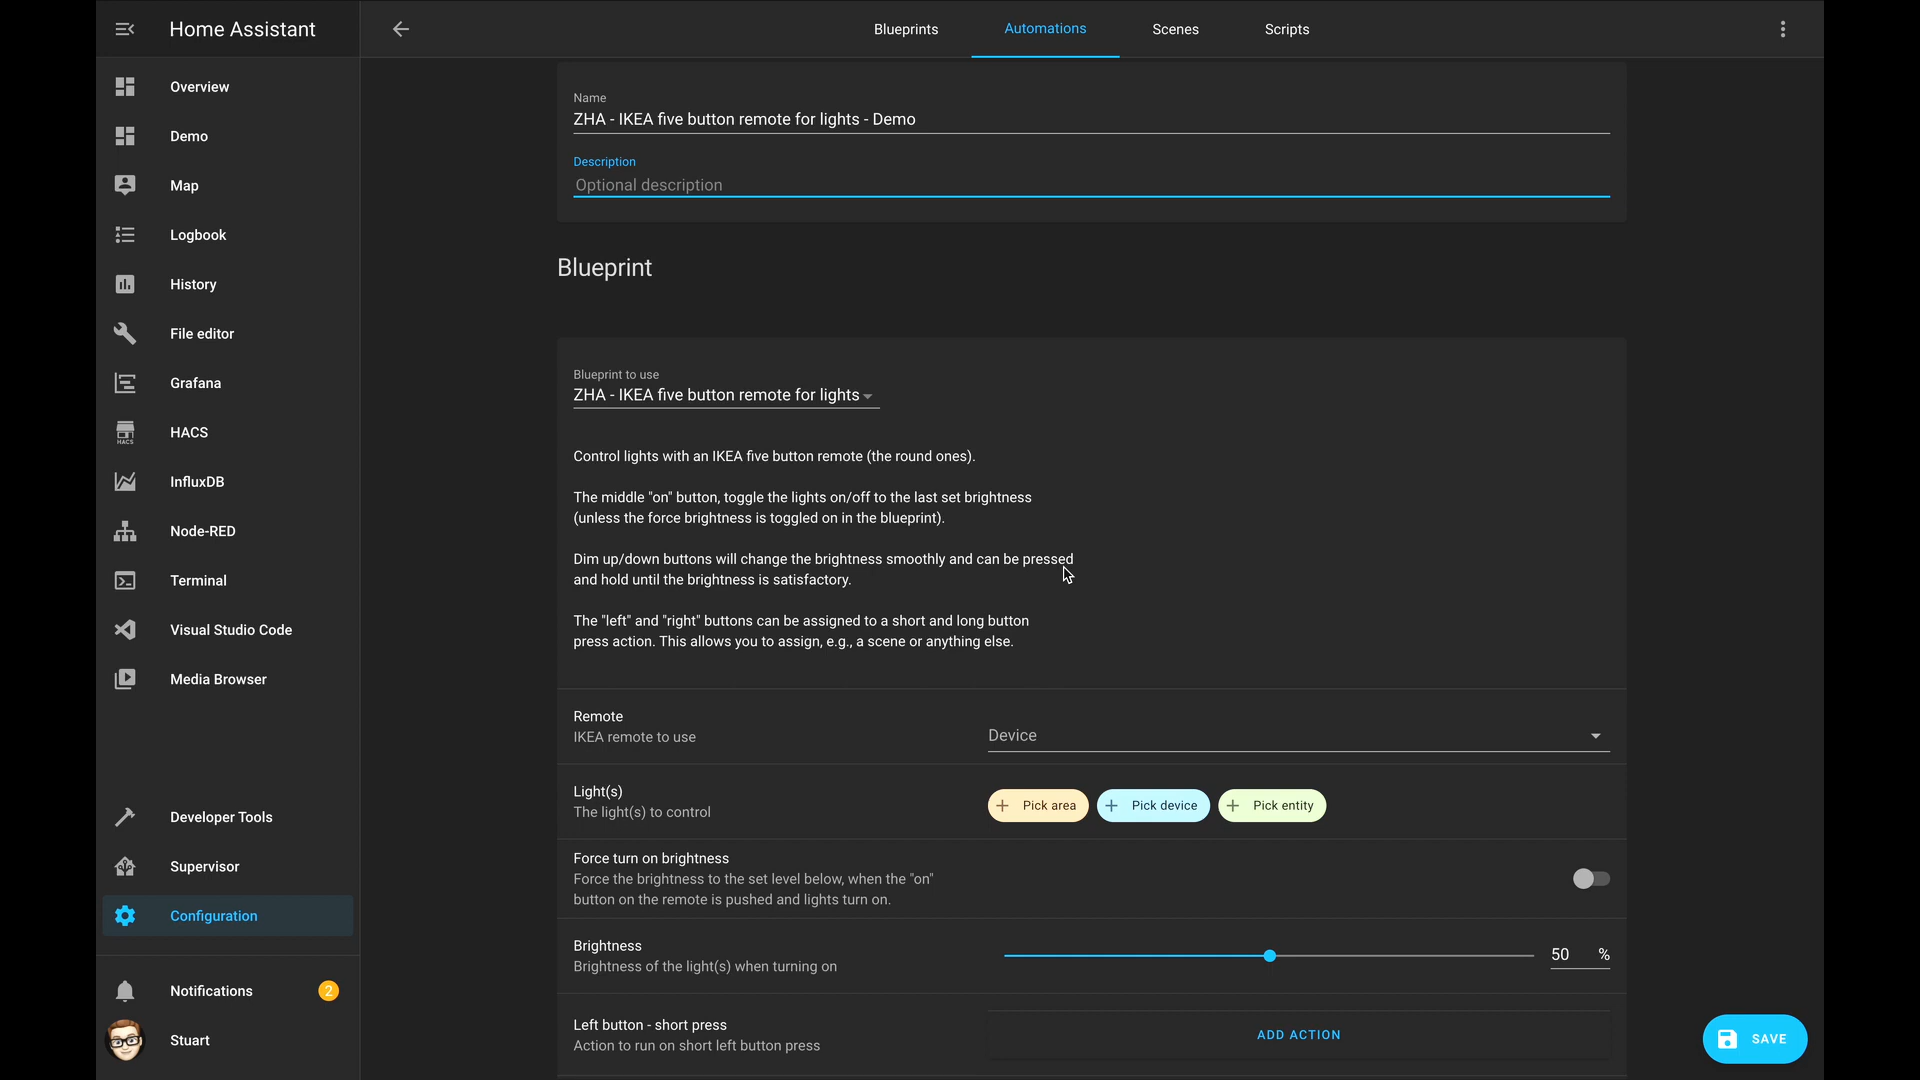 Home Assistant
Blueprints
Automations
Scenes
Scripts
Overview
Demo
Map
Logbook
History
File editor
Grafana
HACS
HACS
InfluxDB
Node-RED
Terminal
Visual Studio Code
Media Browser
Developer Tools
Supervisor
Configuration
Notifications
2
Stuart
Name
ZHA - IKEA five button remote for lights - Demo
Description
Optional description
Blueprint
Blueprint to use
ZHA - IKEA five button remote for lights
Control lights with an IKEA five button remote (the round ones).
The middle "on" button, toggle the lights on/off to the last set brightness
(unless the force brightness is toggled on in the blueprint).
Dim up/down buttons will change the brightness smoothly and can be pressed
and hold until the brightness is satisfactory.
The "left" and "right" buttons can be assigned to a short and long button
press action. This allows you to assign, e.g., a scene or anything else.
Remote
IKEA remote to use
Device
Light(s)
The light(s) to control
Pick area
Pick device
Pick entity
Force turn on brightness
Force the brightness to the set level below, when the "on"
button on the remote is pushed and lights turn on.
Brightness
Brightness of the light(s) when turning on
50 %
Left button - short press
Action to run on short left button press
ADD ACTION
SAVE